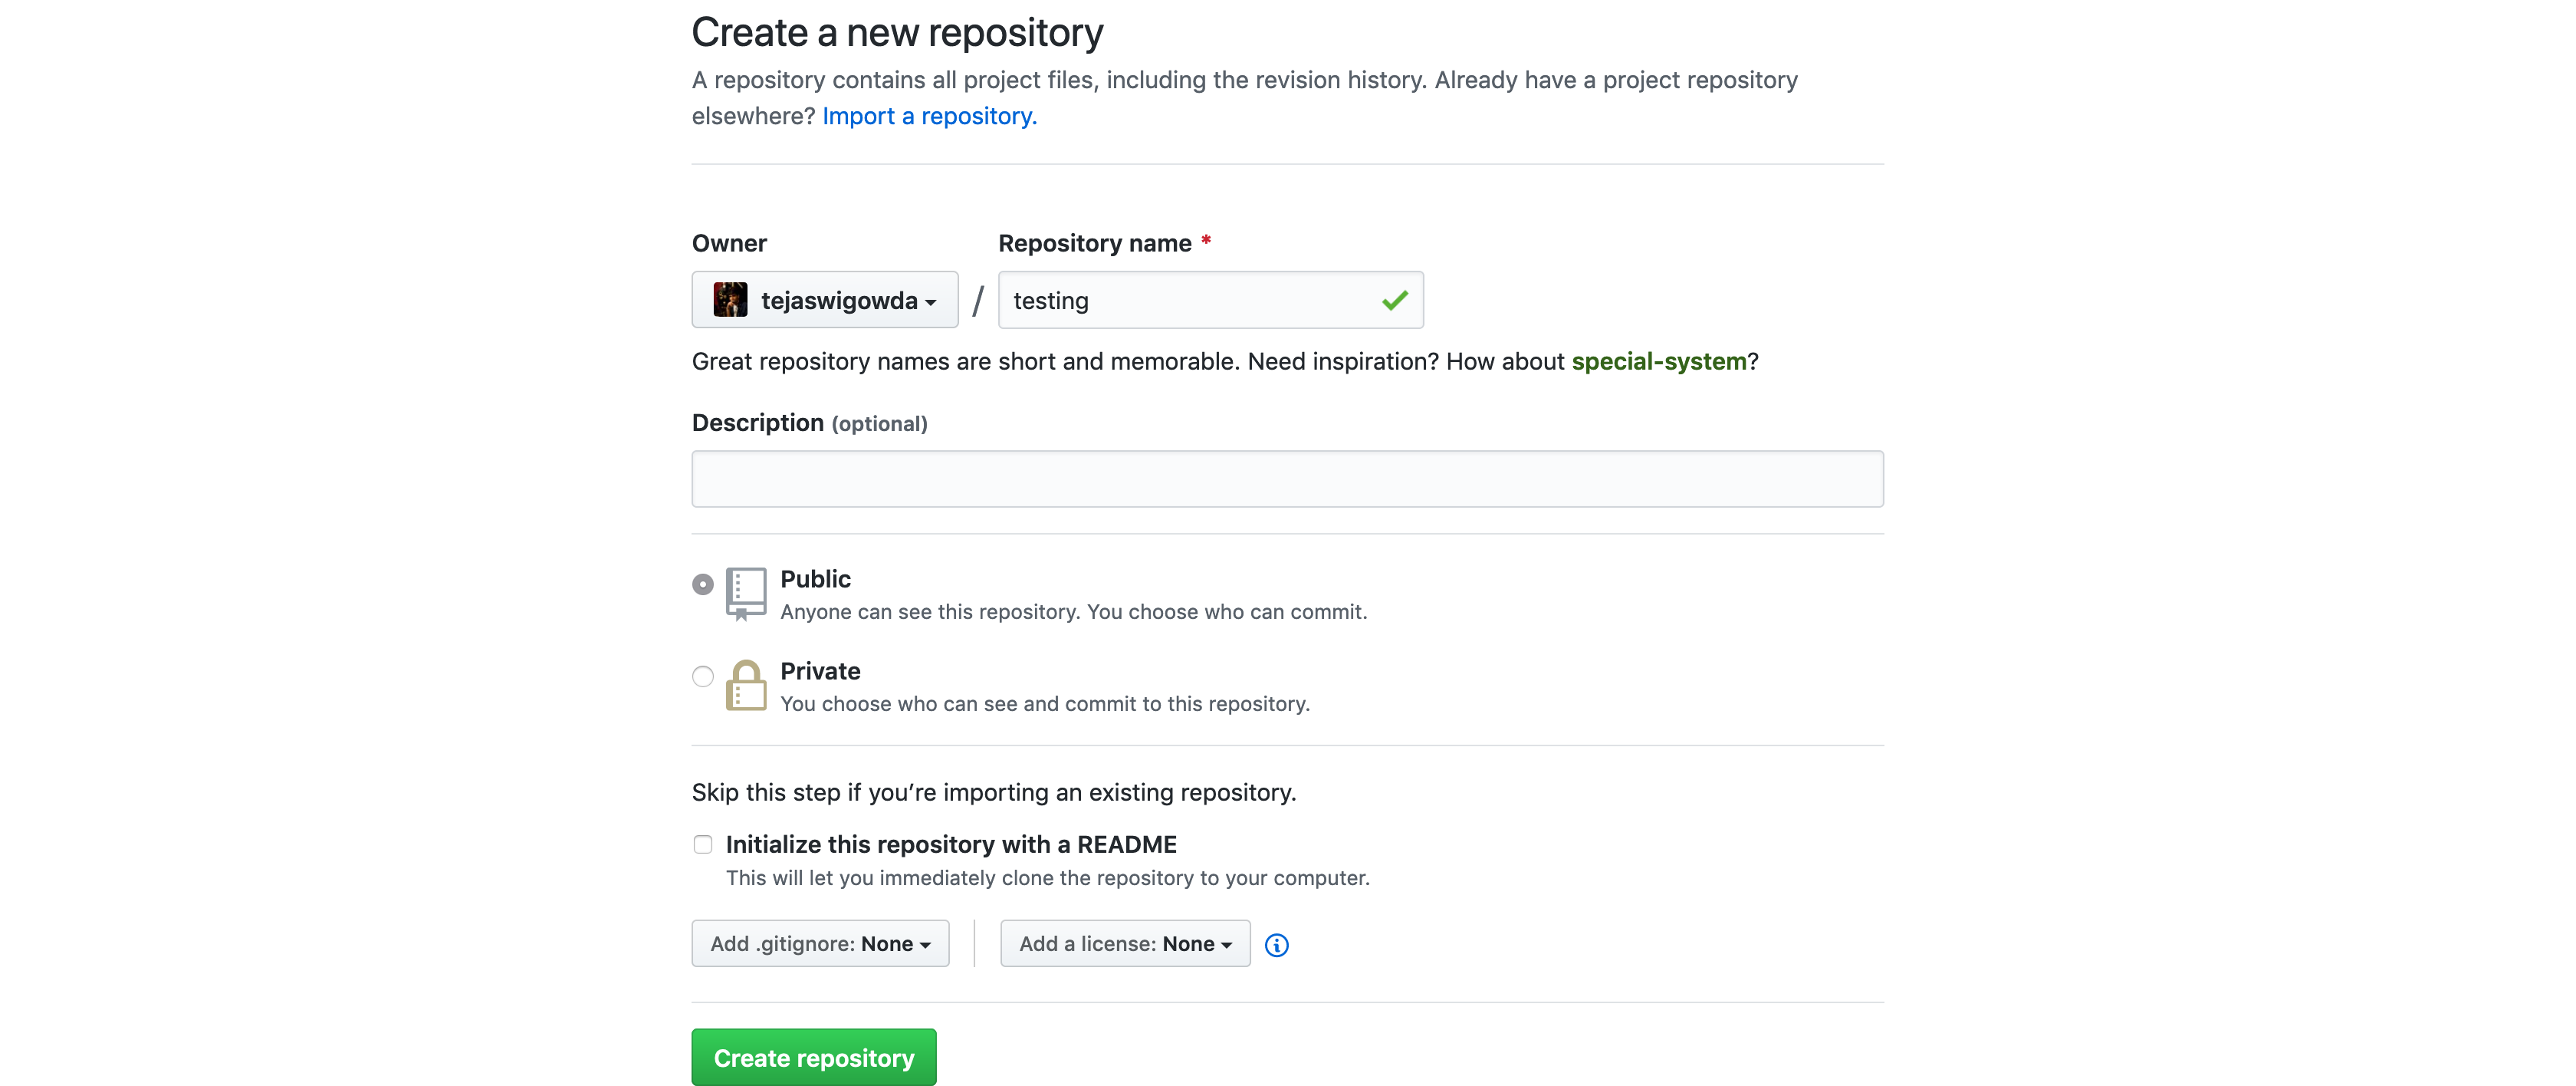 Create a new repository
A repository contains all project files, including the revision history. Already have a project repository
elsewhere? Import a repository.
Owner
Repository name *
tejaswigowda
/
testing
Great repository names are short and memorable. Need inspiration? How about special-system?
Description (optional)
Public
Anyone can see this repository. You choose who can commit.
Private
You choose who can see and commit to this repository.
Skip this step if you’re importing an existing repository.
Initialize this repository with a README
This will let you immediately clone the repository to your computer.
Add .gitignore: None
Add a license: None
Create repository